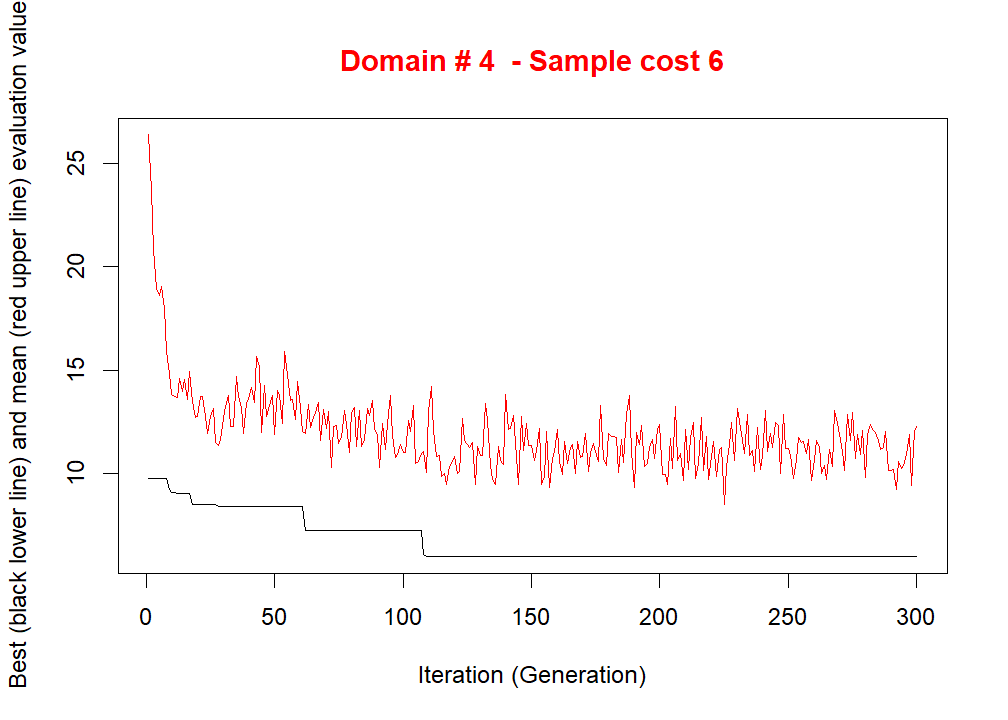 Domain # 4  - Sample cost 6
Best (black lower line) and mean (red upper line) evaluation value
25
20
15
10
0 50 100 150 200 250 300
Iteration (Generation)